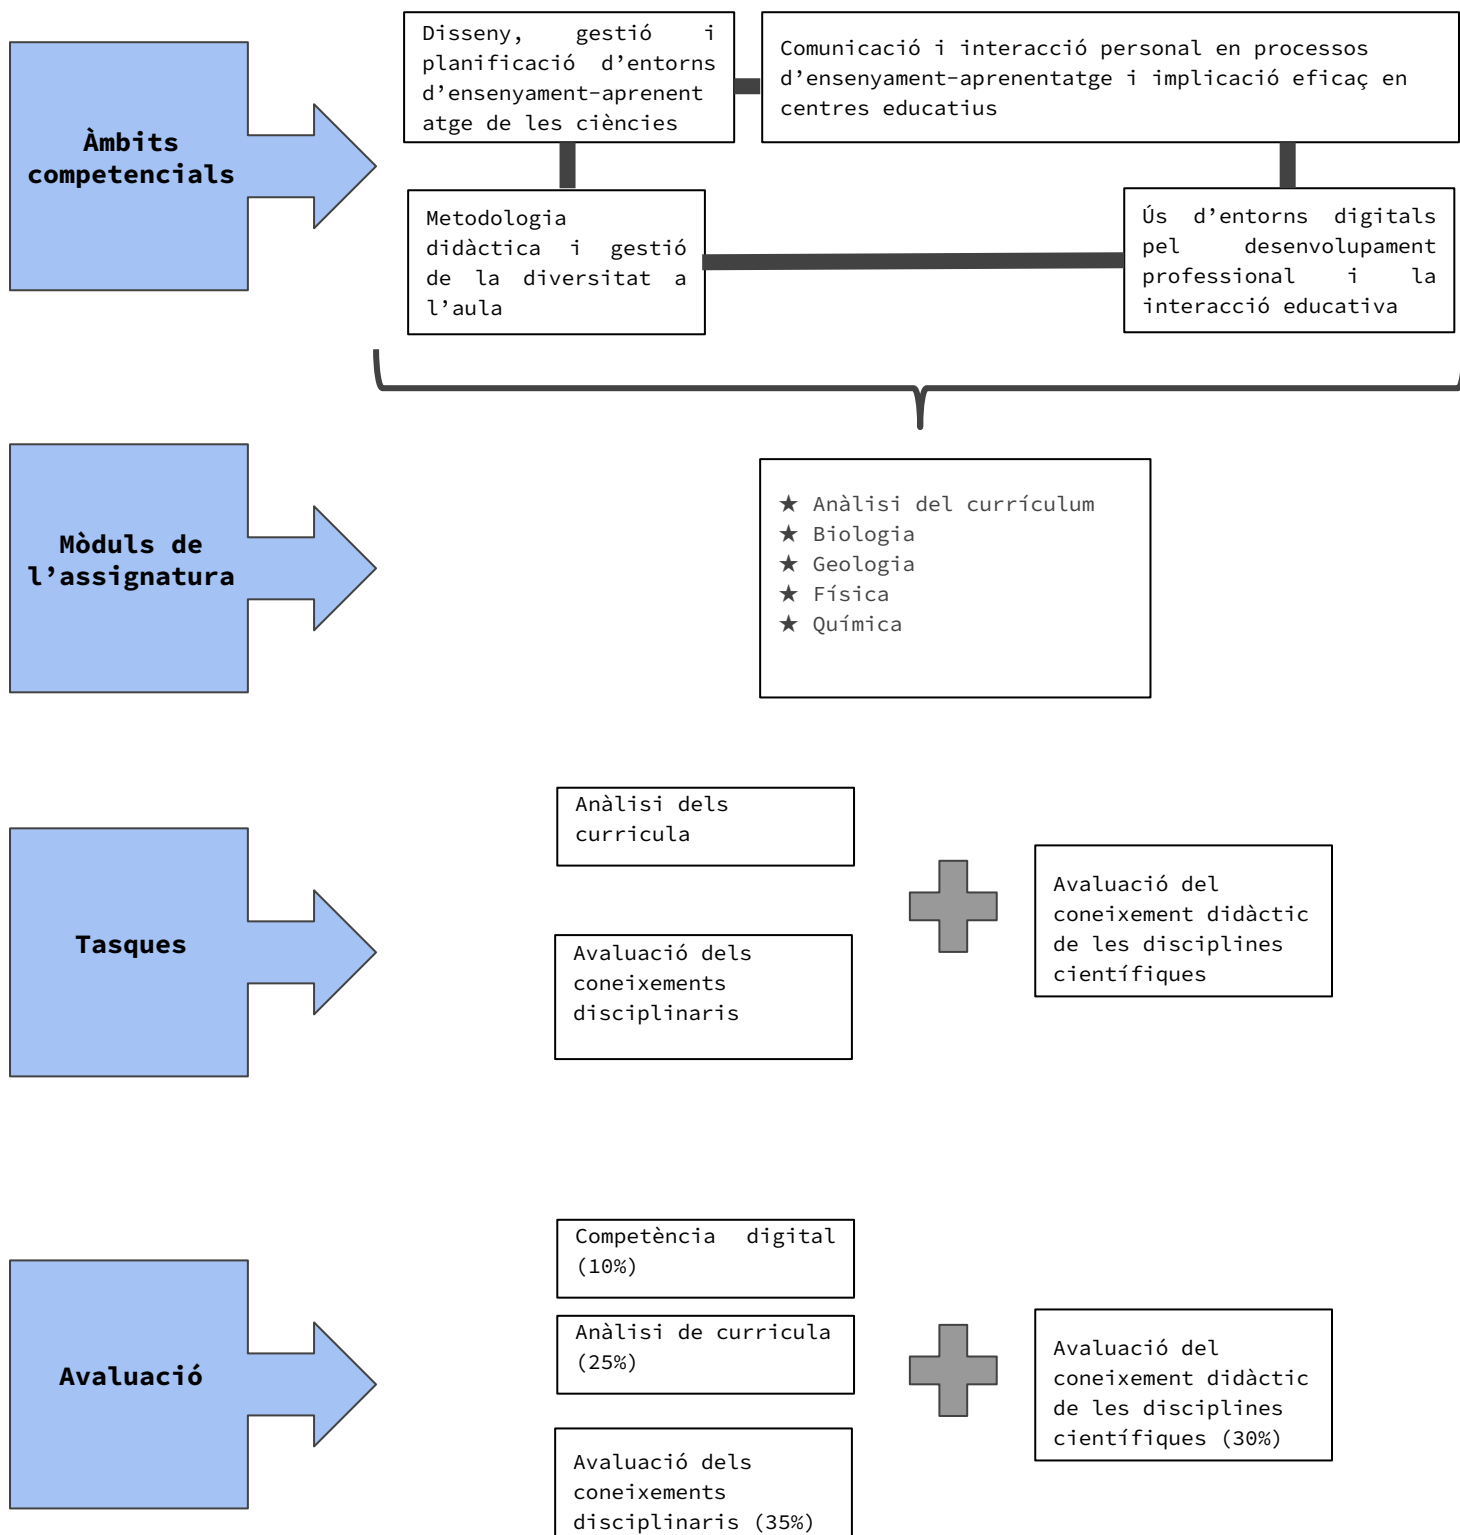 Àmbits
competencials
Disseny, gestió i
planificació d’entorns
d’ensenyament-aprenent
atge de les ciències
Comunicació i interacció personal en processos
d’ensenyament-aprenentatge i implicació eficaç en
centres educatius
Metodologia
didàctica i gestió
de la diversitat a
l’aula
Ús d’entorns digitals
pel desenvolupament
professional i la
interacció educativa
Mòduls de
l’assignatura
★ Anàlisi del currículum
★ Biologia
★ Geologia
★ Física
★ Química
Tasques
Anàlisi dels
curricula
Avaluació dels
coneixements
disciplinaris
Avaluació del
coneixement didàctic
de les disciplines
científiques
Avaluació
Competència digital
(10%)
Anàlisi de curricula
(25%)
Avaluació dels
coneixements
disciplinaris (35%)
Avaluació del
coneixement didàctic
de les disciplines
científiques (30%)